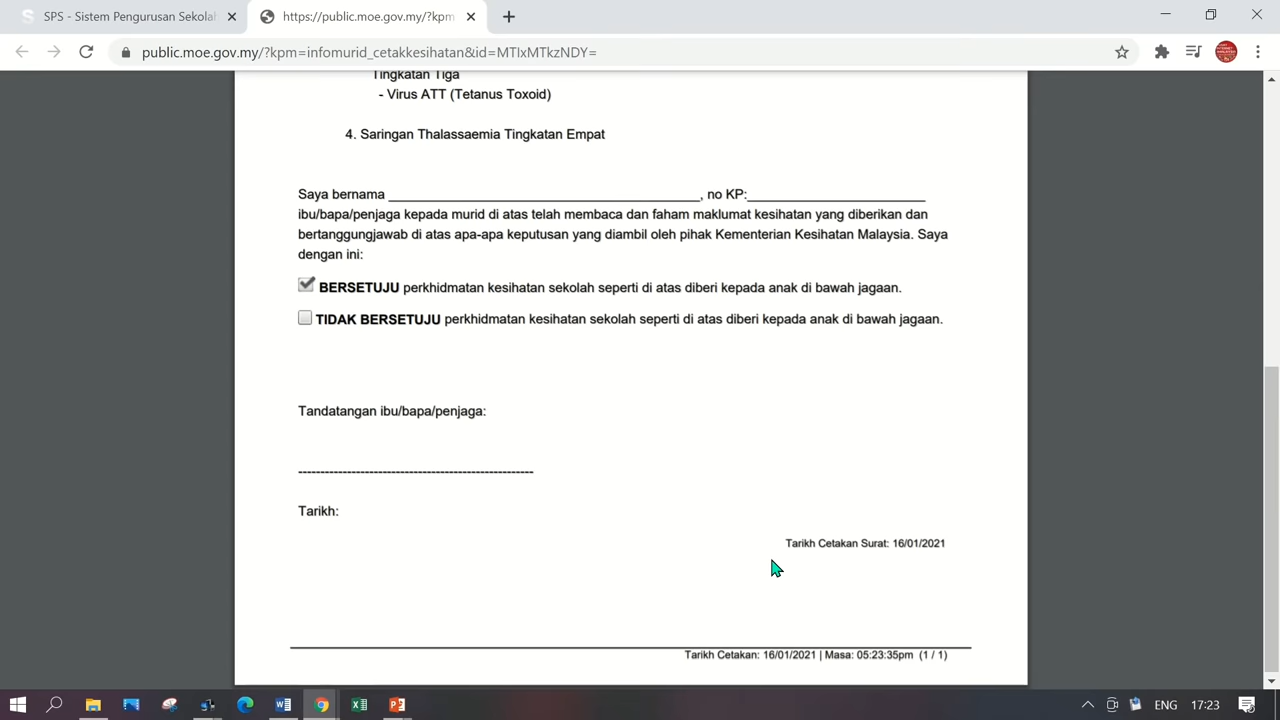 SPS - Sistem Pengurusan Sekolah
https://public.moe.gov.my/?kpm
public.moe.gov.my/?kpm=infomurid_cetakkesihatan&id=MTIxMTkzNDY=
Tingkatan Tiga
- Virus ATT (Tetanus Toxoid)
4. Saringan Thalassaemia Tingkatan Empat
Saya bernama ________________________________________, no KP:_______________________
ibu/bapa/penjaga kepada murid di atas telah membaca dan faham maklumat kesihatan yang diberikan dan
bertanggungjawab di atas apa-apa keputusan yang diambil oleh pihak Kementerian Kesihatan Malaysia. Saya
dengan ini:
BERSETUJU perkhidmatan kesihatan sekolah seperti di atas diberi kepada anak di bawah jagaan.
TIDAK BERSETUJU perkhidmatan kesihatan sekolah seperti di atas diberi kepada anak di bawah jagaan.
Tandatangan ibu/bapa/penjaga:
-----------------------------------------------------
Tarikh:
Tarikh Cetakan Surat: 16/01/2021
Tarikh Cetakan: 16/01/2021 | Masa: 05:23:35pm (1 / 1)
ENG 17:23